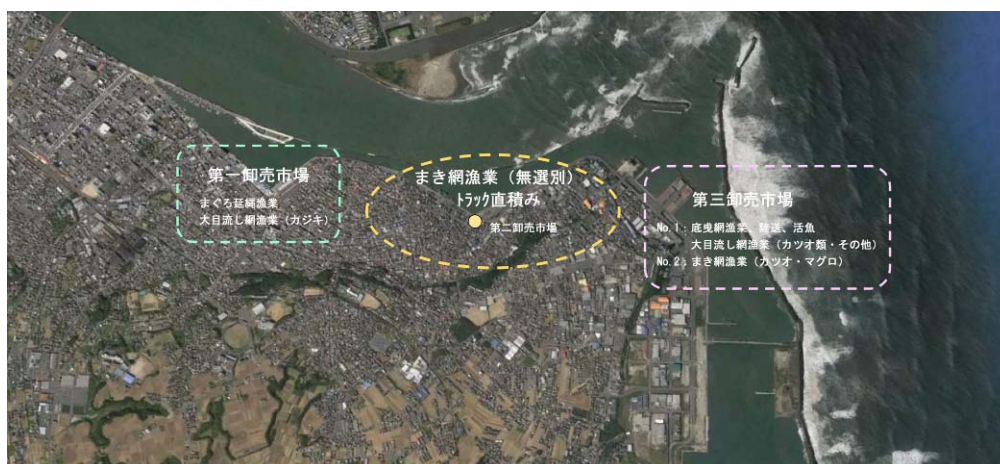 第一卸売市場
まぐろ延縄漁業
大目流し網漁業（カジキ）
まき網漁業（無選別）
トラック直積み
第二卸売市場
第三卸売市場
No.1：底曳網漁業、陸送、活魚
大目流し網漁業（カツオ類・その他）
No.2：まき網漁業（カツオ・マグロ）